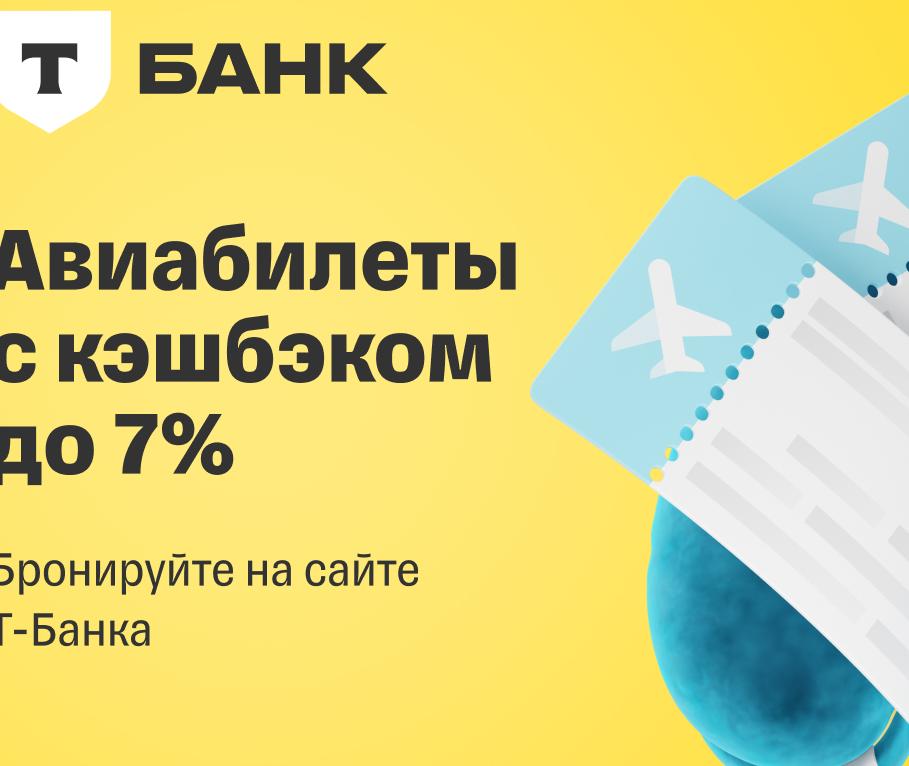 Т БАНК
Авиабилеты
с кэшбэком
до 7%
Бронируйте на сайте
Т-Банка